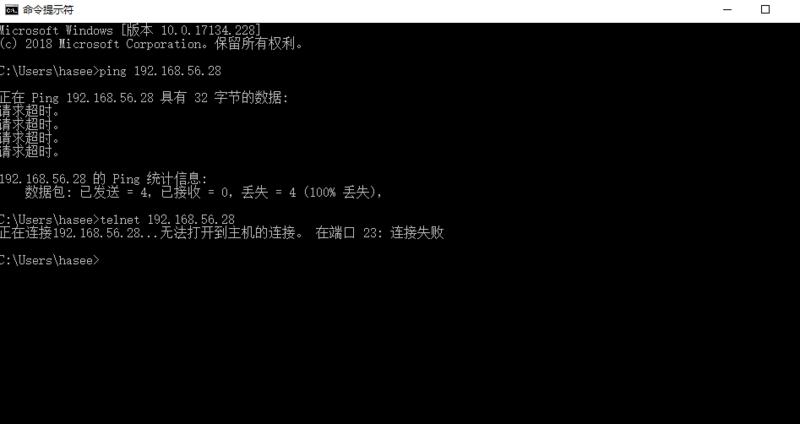 命令提示符
Microsoft Windows [版本 10.0.17134.228]
(c) 2018 Microsoft Corporation。保留所有权利。
C:\Users\hasee>ping 192.168.56.28
正在 Ping 192.168.56.28 具有 32 字节的数据:
请求超时。
请求超时。
请求超时。
请求超时。
192.168.56.28 的 Ping 统计信息:
数据包: 已发送 = 4，已接收 = 0，丢失 = 4 (100% 丢失)，
C:\Users\hasee>telnet 192.168.56.28
正在连接192.168.56.28...无法打开到主机的连接。 在端口 23: 连接失败
C:\Users\hasee>